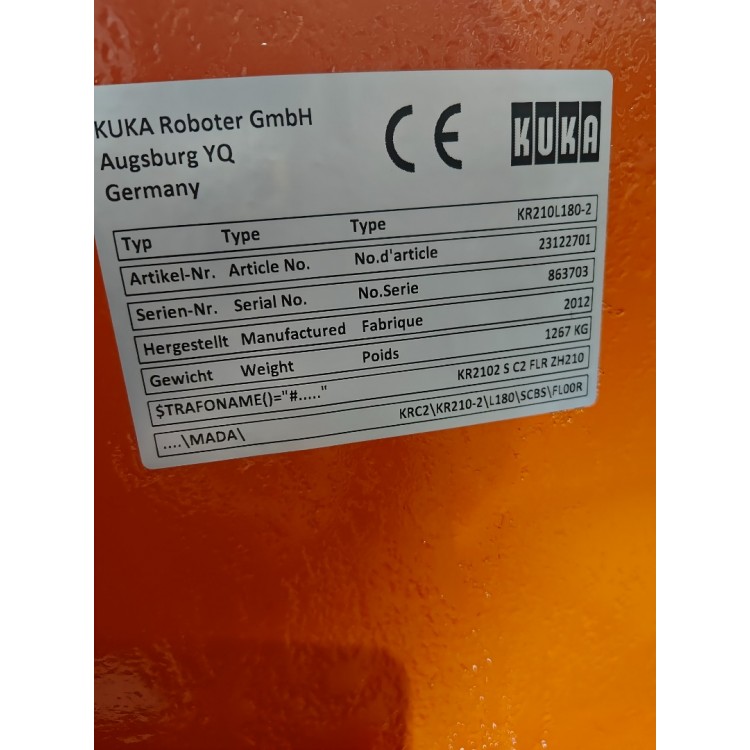 KUKA Roboter GmbH
Augsburg YQ
Germany
CE
KUKA
Typ Type Type KR210L180-2
Artikel-Nr. Article No. No.d'article 23122701
Serien-Nr. Serial No. No.Serie 863703
Hergestellt Manufactured Fabrique 2012
Gewicht Weight Poids 1267 KG
$TRAFONAME()="#....." KR2102 S C2 FLR ZH210
....\MADA\ KRC2\KR210-2\L180\SCBS\FLOOR